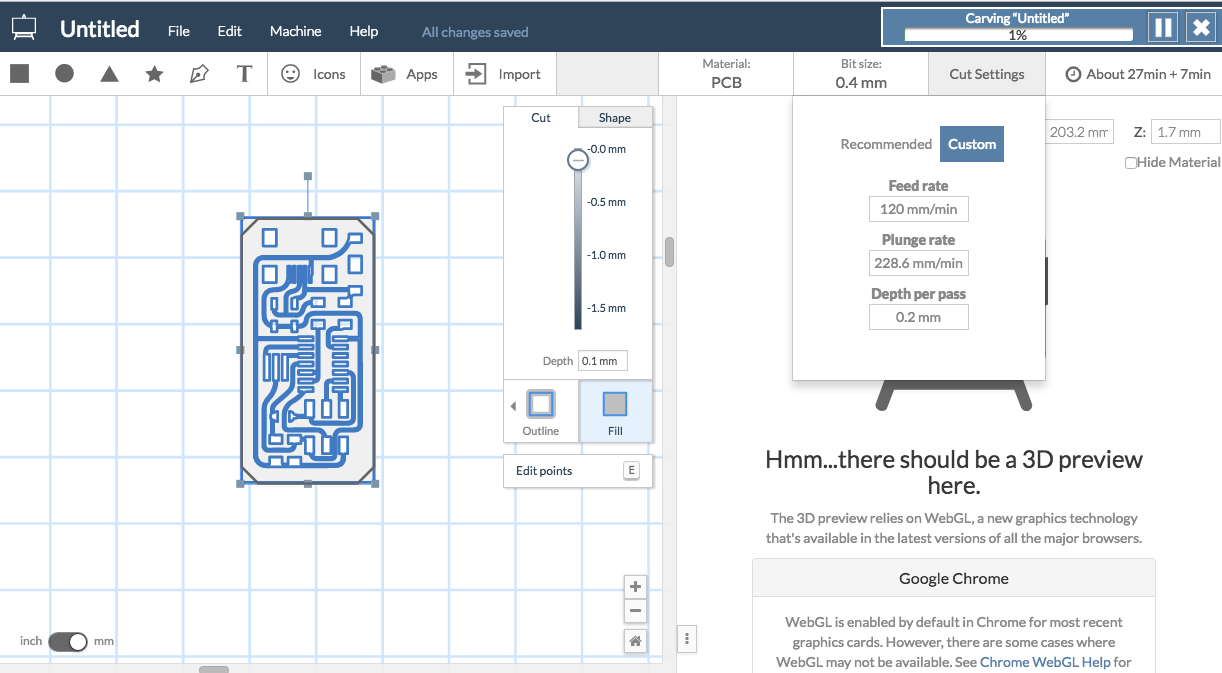 Untitled
File
Edit
Machine
Help
All changes saved
Carving “Untitled”
1%
T
Icons
Apps
Import
Material:
PCB
Bit size:
0.4 mm
Cut Settings
About 27min + 7min
Cut
Shape
-0.0 mm
-0.5 mm
-1.0 mm
-1.5 mm
Depth
0.1 mm
Outline
Fill
Edit points
E
inch
mm
Recommended
Custom
Feed rate
120 mm/min
Plunge rate
228.6 mm/min
Depth per pass
0.2 mm
203.2 mm
Z:
1.7 mm
Hide Material
Hmm...there should be a 3D preview
here.
The 3D preview relies on WebGL, a new graphics technology
that's available in the latest versions of all the major browsers.
Google Chrome
WebGL is enabled by default in Chrome for most recent
graphics cards. However, there are some cases where
WebGL may not be available. See Chrome WebGL Help for